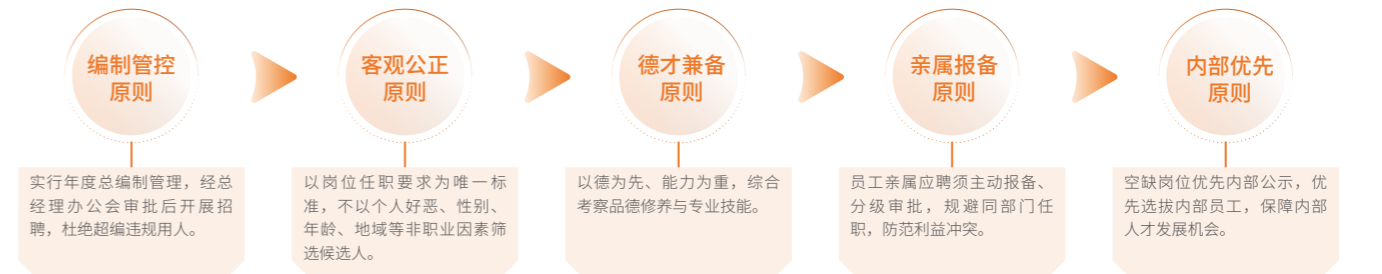 编制管控
原则
实行年度总编制管理，经总
经理办公会审批后开展招
聘，杜绝超编违规用人。
客观公正
原则
以岗位任职要求为唯一标
准，不以个人好恶、性别、
年龄、地域等非职业因素筛
选候选人。
德才兼备
原则
以德为先、能力为重，综合
考察品德修养与专业技能。
亲属报备
原则
员工亲属应聘须主动报备、
分级审批，规避同部门任
职，防范利益冲突。
内部优先
原则
空缺岗位优先内部公示，优
先选拔内部员工，保障内部
人才发展机会。